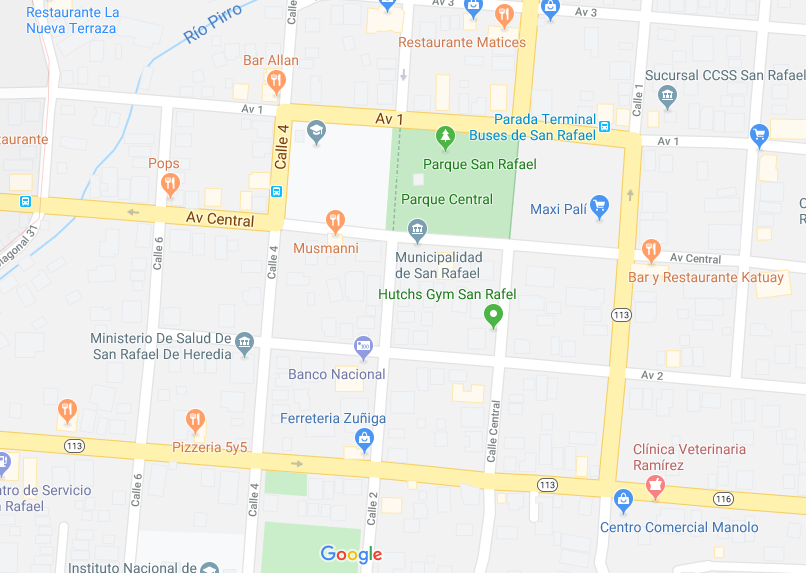 Restaurante La
Nueva Terraza
Río Pirro
Calle 4
Av 3
Av 3
Restaurante Matices
Bar Allan
Sucursal CCSS San Rafael
Calle 1
Av 1
Av 1
Parada Terminal
Buses de San Rafael
Av 1
aurante
Calle 4
Pops
Parque San Rafael
Parque Central
Maxi Palí
Av Central
Musmanni
Municipalidad
de San Rafael
Av Central
Bar y Restaurante Katuay
iagonal 31
Calle 6
Calle 4
Hutchs Gym San Rafel
113
Ministerio De Salud De
San Rafael De Heredia
Banco Nacional
Av 2
Ferreteria Zuñiga
Calle Central
113
Pizzeria 5y5
Clínica Veterinaria
Ramírez
113
116
ntro de Servicio
n Rafael
Calle 6
Calle 4
Calle 2
Centro Comercial Manolo
Google
Instituto Nacional de